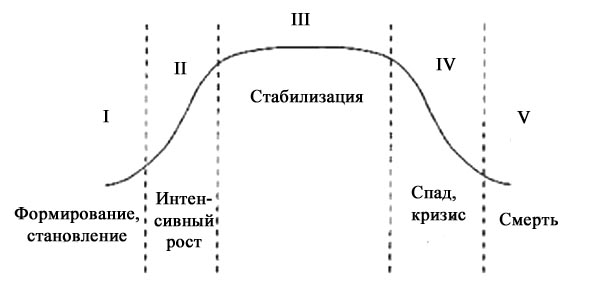 III
II
IV
I
V
Стабилизация
Формирование,
становление
Интен-
сивный
рост
Спад,
кризис
Смерть